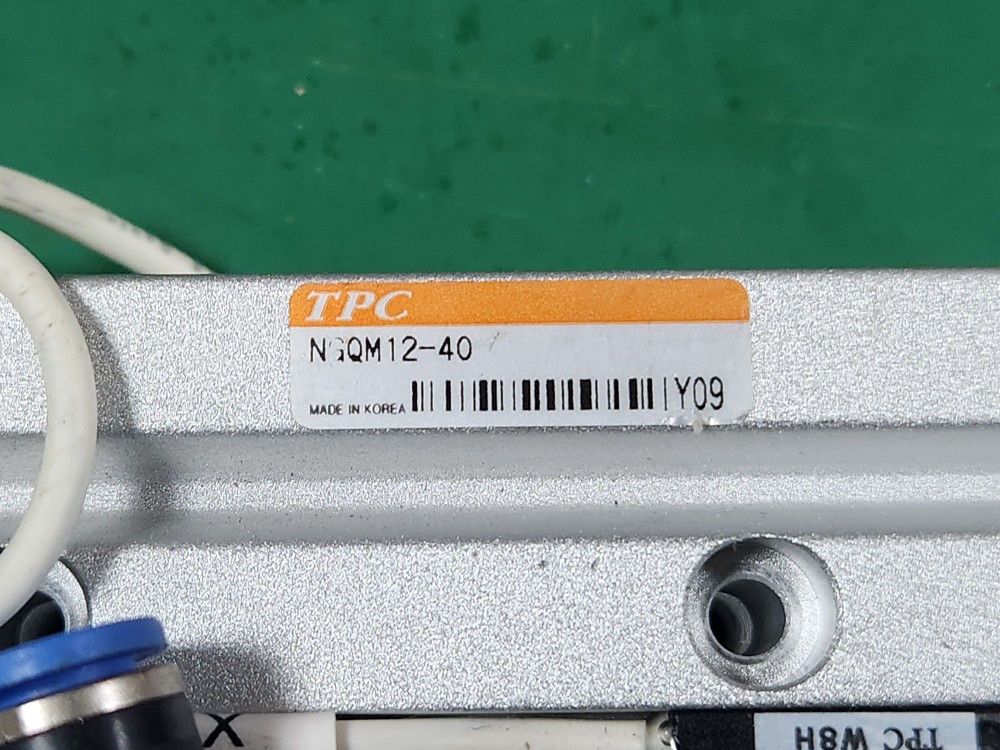 TPC
NGQM12-40
MADE IN KOREA
Y09
X
TPC W8H